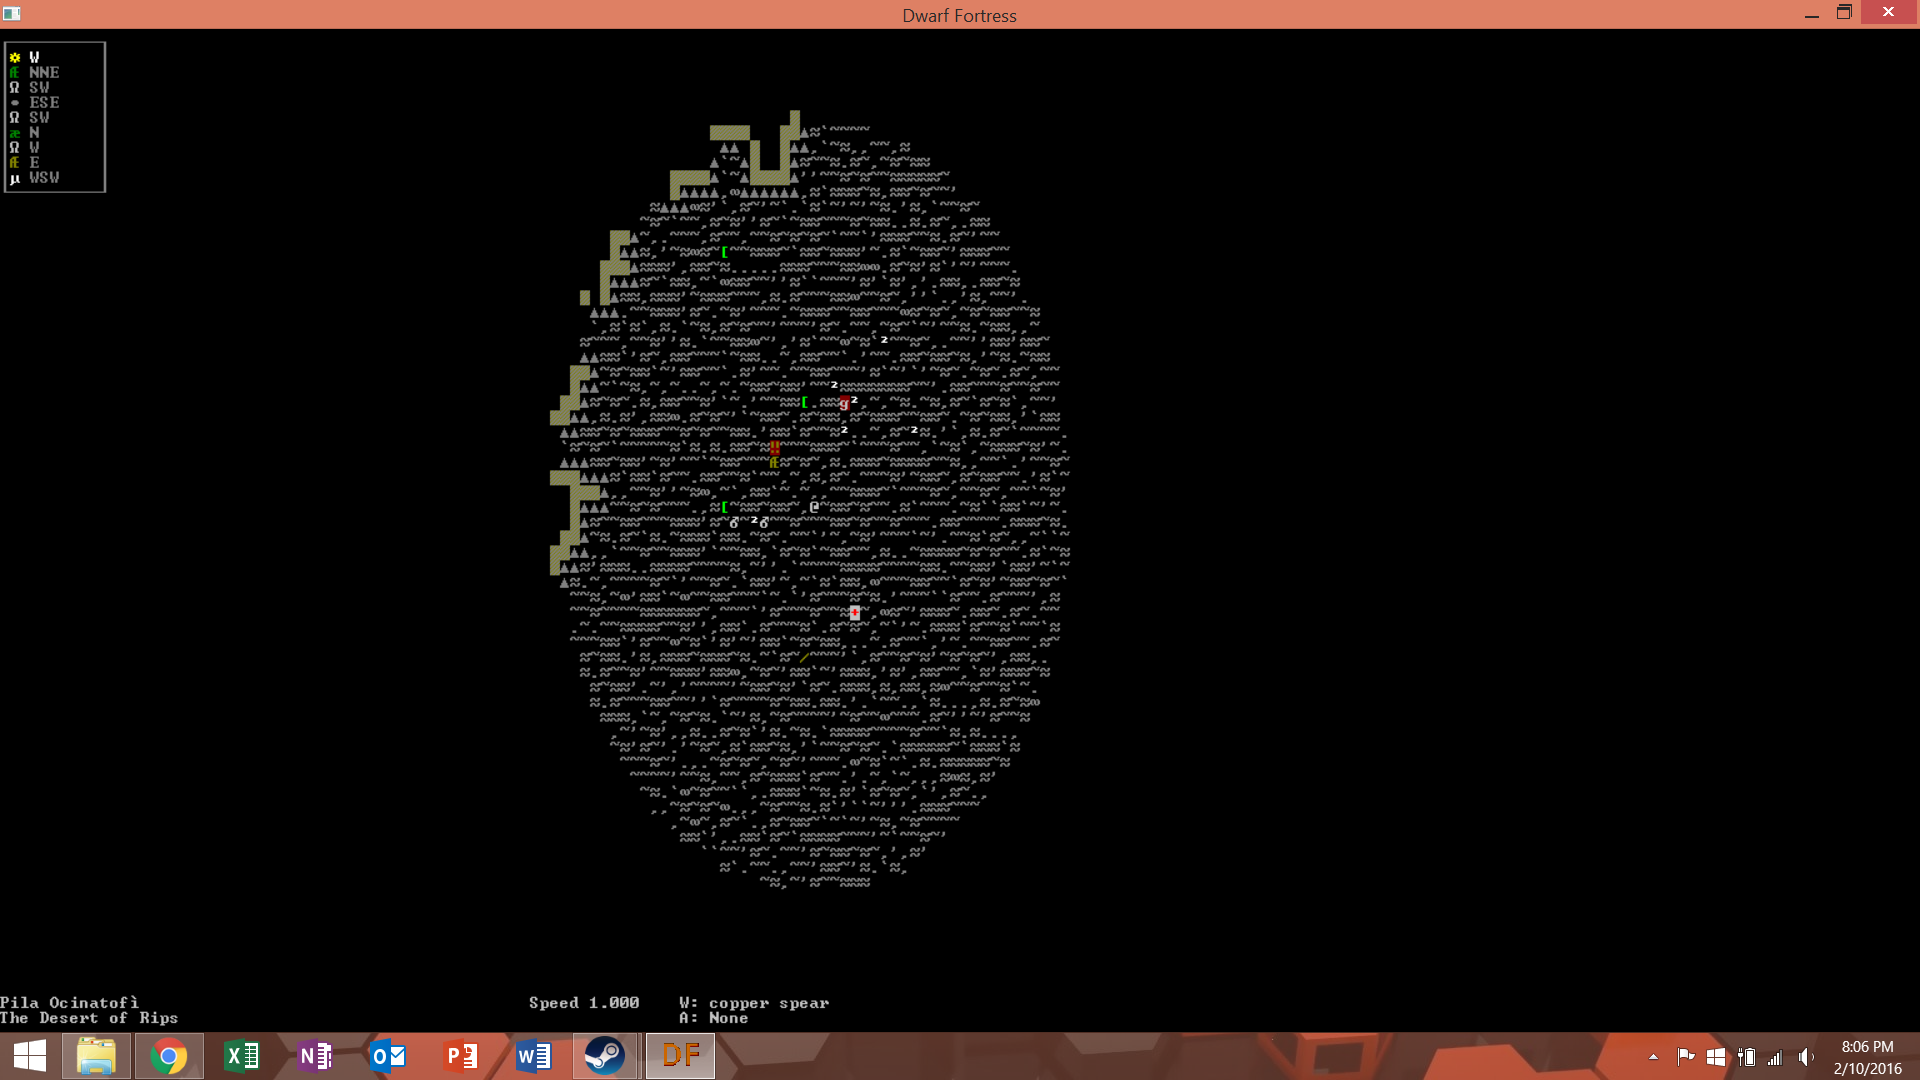 Dwarf Fortress
☼ W
Æ NNE
Ω SW
• ESE
Ω SW
æ N
Ω W
Æ E
µ WSW
Pila Ocinatofì
The Desert of Rips
Speed 1.000
W: copper spear
A: None
DF
8:06 PM
2/10/2016